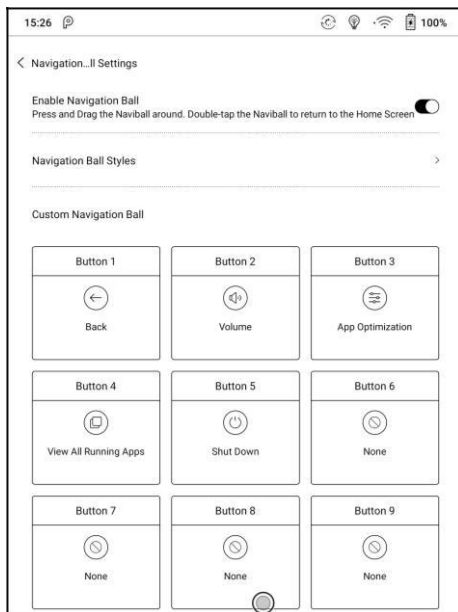 15:26 100%
Navigation...ll Settings
Enable Navigation Ball
Press and Drag the Naviball around. Double-tap the Naviball to return to the Home Screen
Navigation Ball Styles
Custom Navigation Ball
Button 1 Button 2 Button 3
Back Volume App Optimization
Button 4 Button 5 Button 6
View All Running Apps Shut Down None
Button 7 Button 8 Button 9
None None None